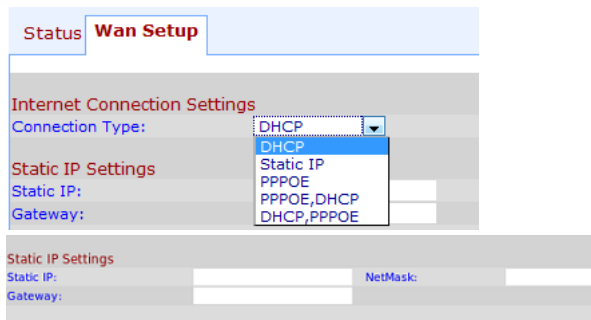 Status Wan Setup
Internet Connection Settings
Connection Type: DHCP
DHCP
Static IP Settings
Static IP
Static IP:
PPPOE
PPPOE,DHCP
Gateway:
DHCP,PPPOE
Static IP Settings
Static IP: NetMask:
Gateway: